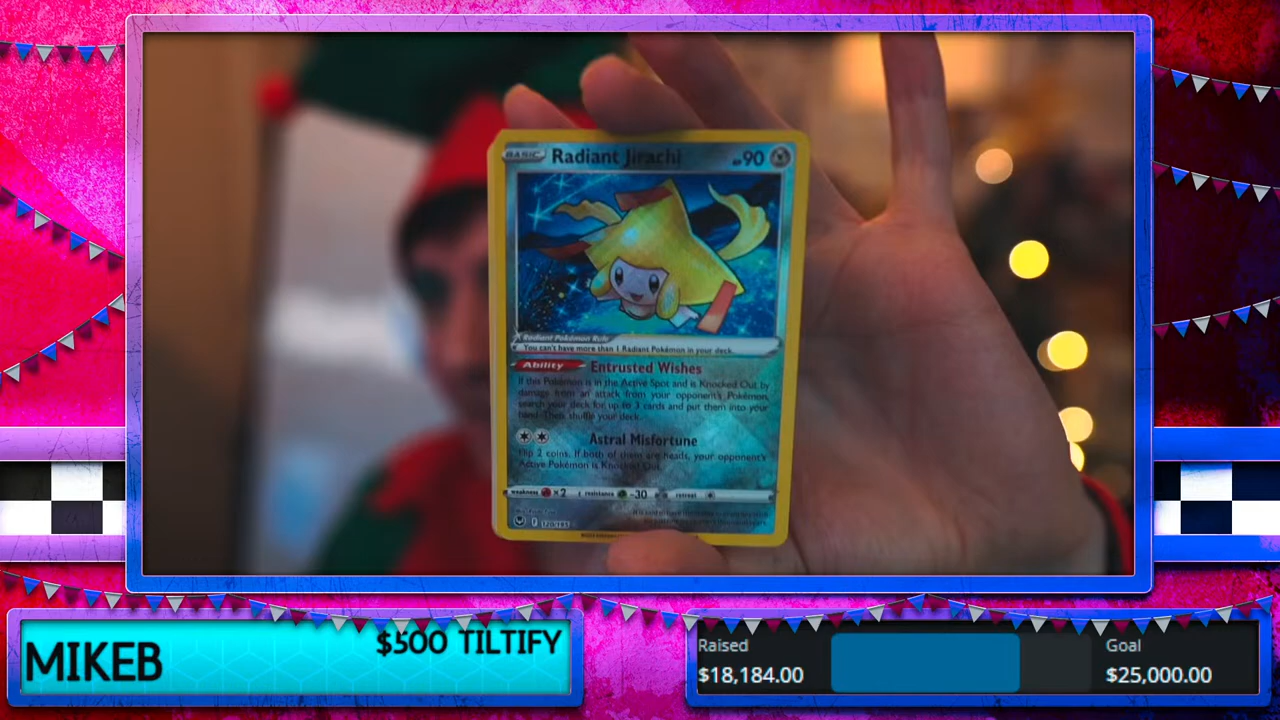 BASIC Radiant Jirachi HP 90
Radiant Pokémon Rule
You can't have more than 1 Radiant Pokémon in your deck.
Ability Entrusted Wishes
If this Pokémon is in the Active Spot and is Knocked Out by
damage from an attack from your opponent's Pokémon,
search your deck for up to 3 cards and put them into your
hand. Then, shuffle your deck.
Astral Misfortune
Flip 2 coins. If both of them are heads, your opponent's
Active Pokémon is Knocked Out.
weakness ×2 resistance -30 retreat
120/195
MIKEB
$500 TILTIFY
Raised
$18,184.00
Goal
$25,000.00